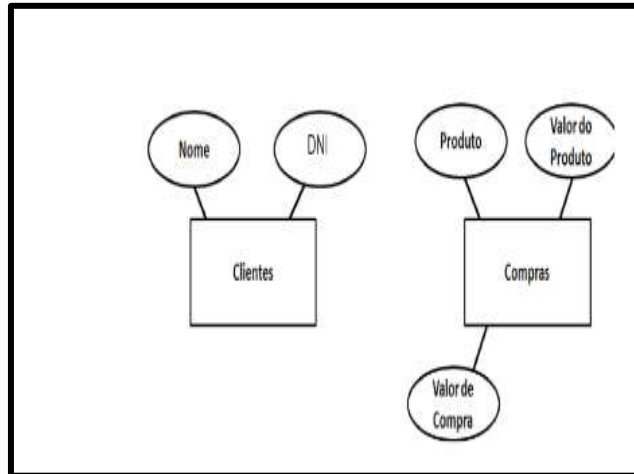 Nome
DNI
Produto
Valor do
Produto
Clientes
Compras
Valor de
Compra